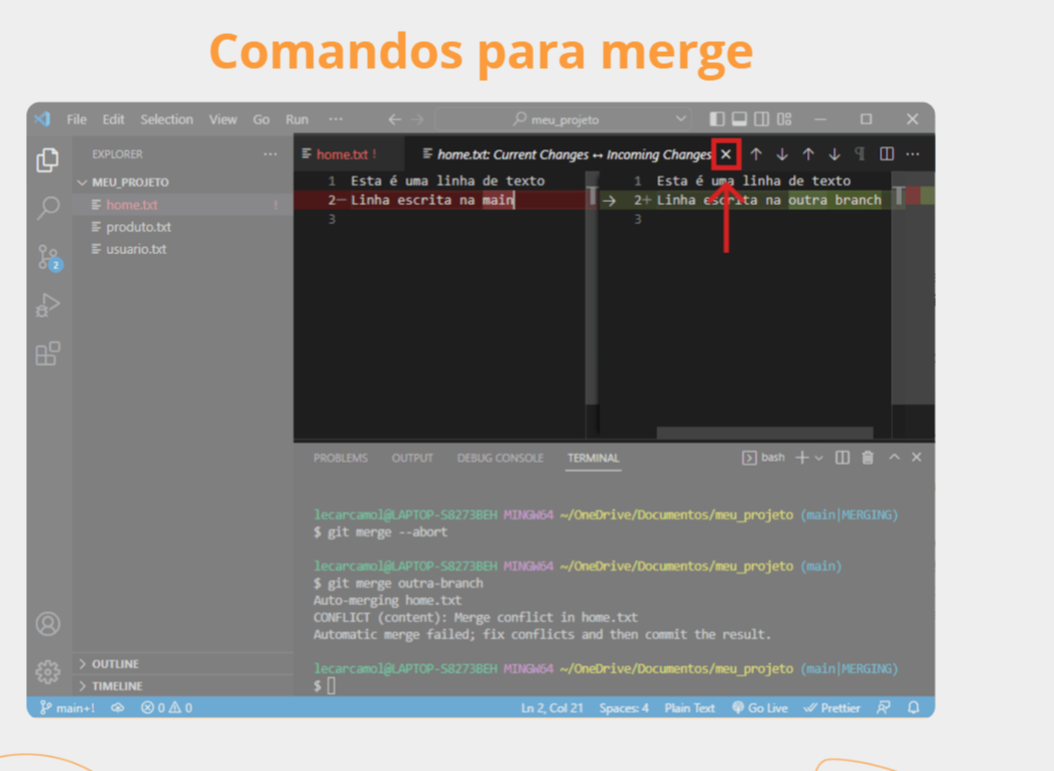 Comandos para merge
File Edit Selection View Go Run ··· meu_projeto
EXPLORER ···
MEU_PROJETO
home.txt !
produto.txt
usuario.txt
2
home.txt ! home.txt: Current Changes ↔ Incoming Changes
1 Esta é uma linha de texto
2— Linha escrita na main
3
1 Esta é uma linha de texto
2+ Linha escrita na outra branch
3
PROBLEMS OUTPUT DEBUG CONSOLE TERMINAL bash
lecarcamol@LAPTOP-S8273BEH MINGW64 ~/OneDrive/Documentos/meu_projeto (main|MERGING)
$ git merge --abort
lecarcamol@LAPTOP-S8273BEH MINGW64 ~/OneDrive/Documentos/meu_projeto (main)
$ git merge outra-branch
Auto-merging home.txt
CONFLICT (content): Merge conflict in home.txt
Automatic merge failed; fix conflicts and then commit the result.
lecarcamol@LAPTOP-S8273BEH MINGW64 ~/OneDrive/Documentos/meu_projeto (main|MERGING)
$
OUTLINE
TIMELINE
main+! 0 0 Ln 2, Col 21 Spaces: 4 Plain Text Go Live Prettier